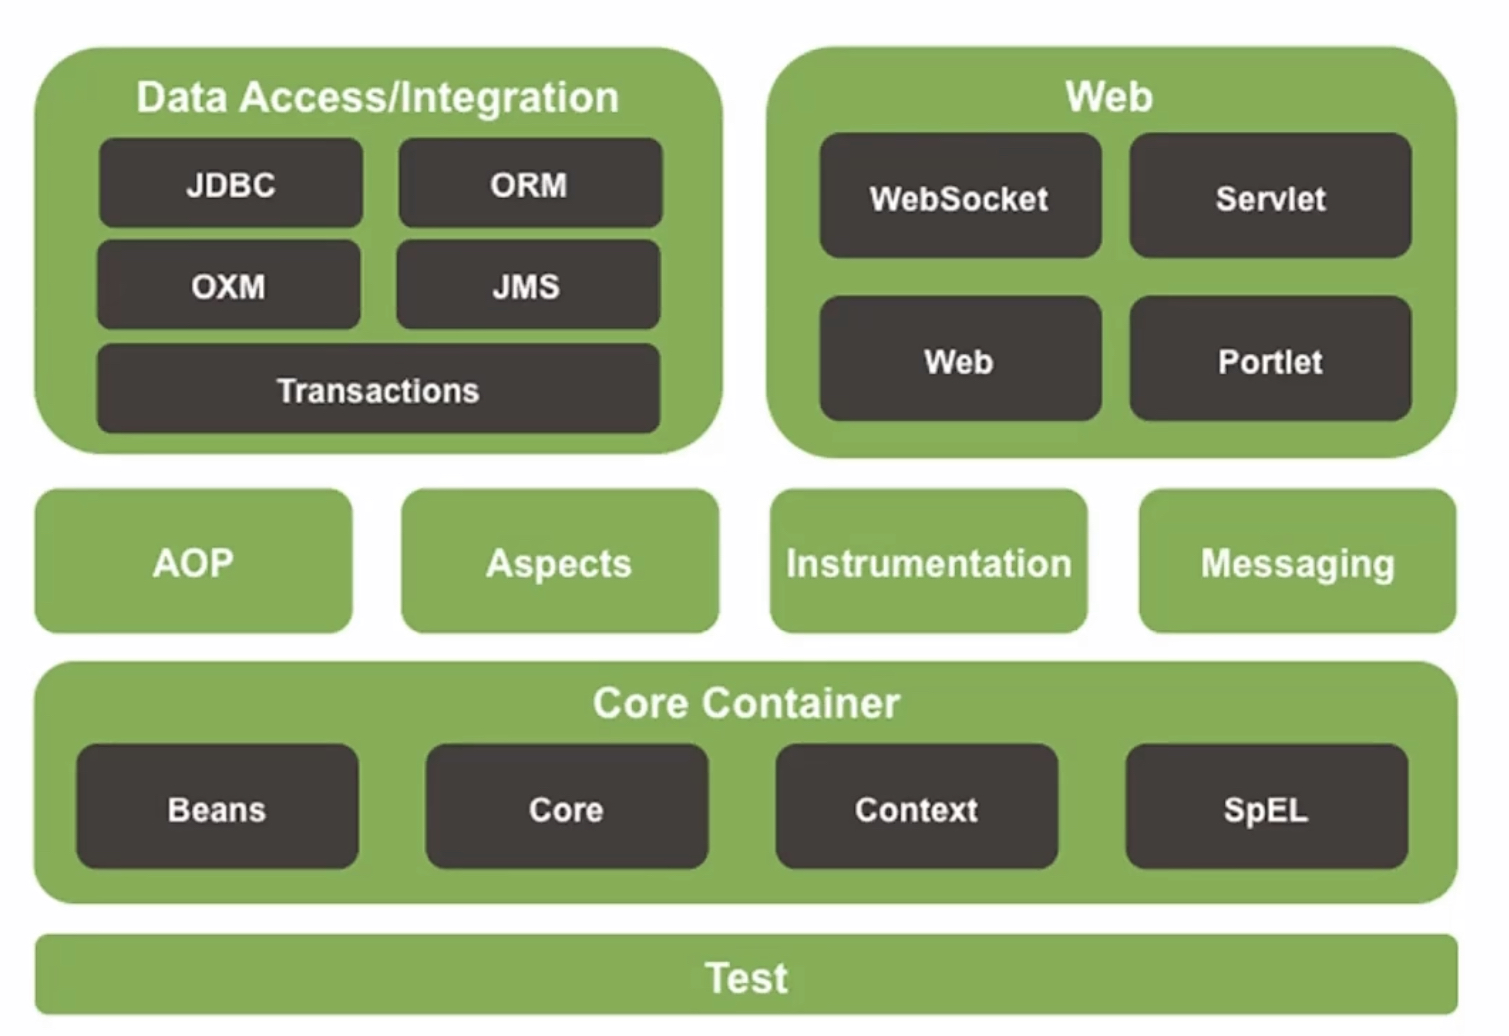 Data Access/Integration
JDBC
ORM
OXM
JMS
Transactions
Web
WebSocket
Servlet
Web
Portlet
AOP
Aspects
Instrumentation
Messaging
Core Container
Beans
Core
Context
SpEL
Test